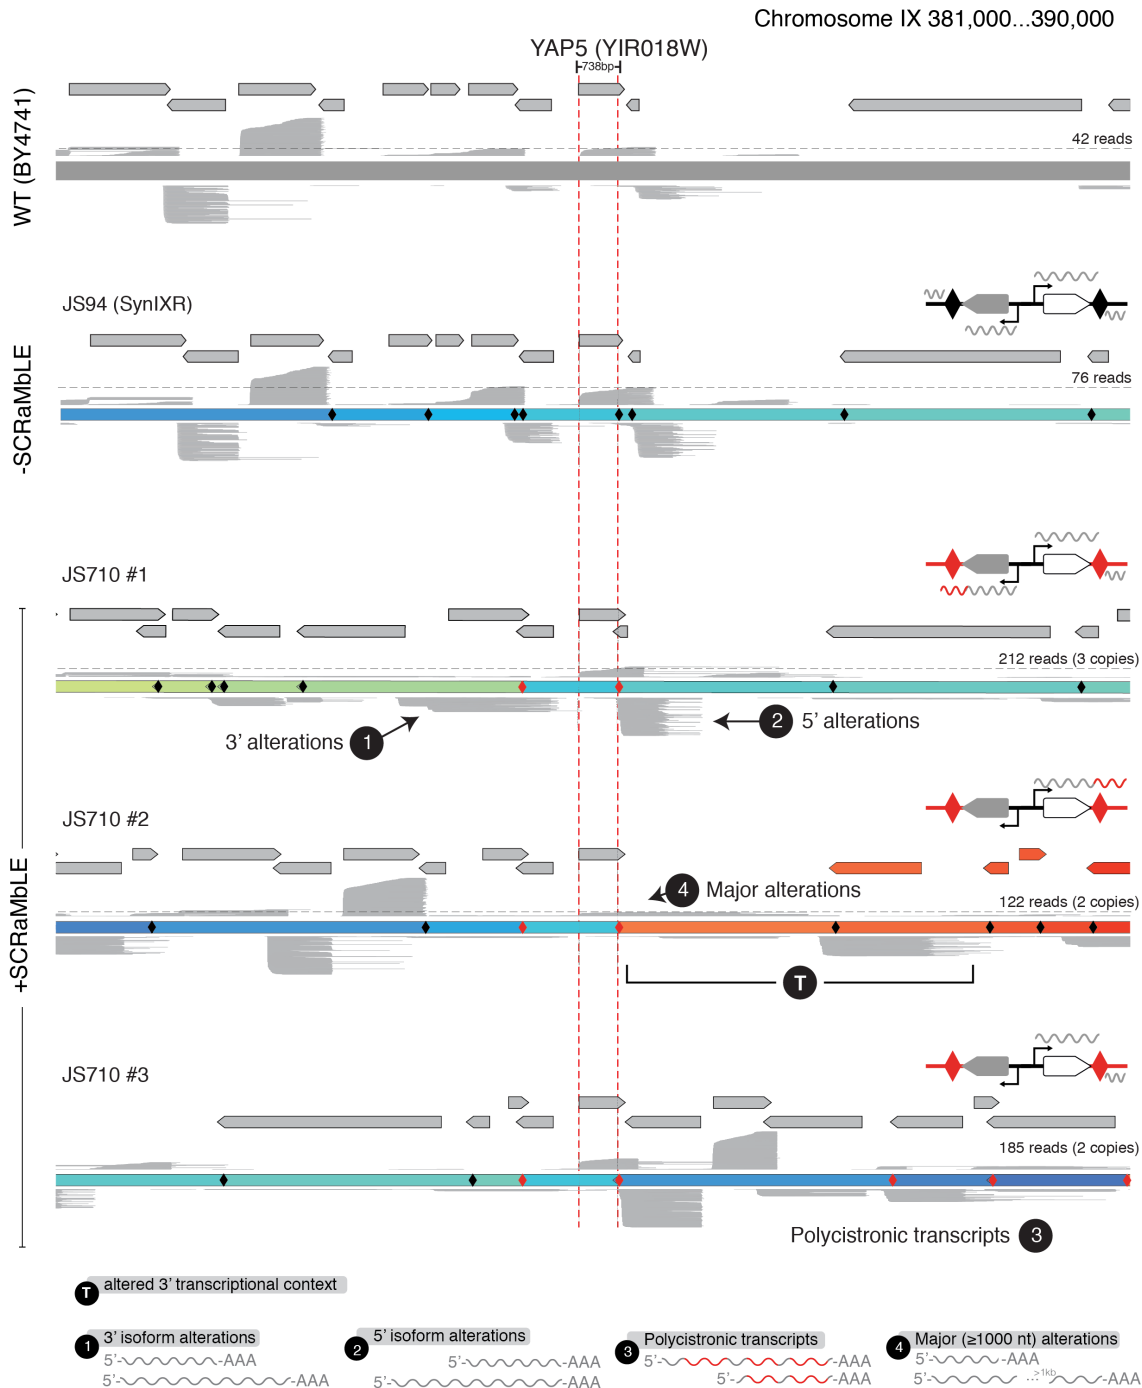 Chromosome IX 381,000...390,000
YAP5 (YIR018W)
738bp
WT (BY4741)
42 reads
JS94 (SynIXR)
-SCRaMbLE
76 reads
JS710 #1
212 reads (3 copies)
3' alterations 1
2 5' alterations
+SCRaMbLE
JS710 #2
4 Major alterations
122 reads (2 copies)
T
JS710 #3
185 reads (2 copies)
Polycistronic transcripts 3
T altered 3' transcriptional context
1 3' isoform alterations
5'- -AAA
5'- -AAA
2 5' isoform alterations
5'- -AAA
5'- -AAA
3 Polycistronic transcripts
5'- -AAA
5'- -AAA
4 Major (≥1000 nt) alterations
5'- -AAA
5'- ...>1kb -AAA